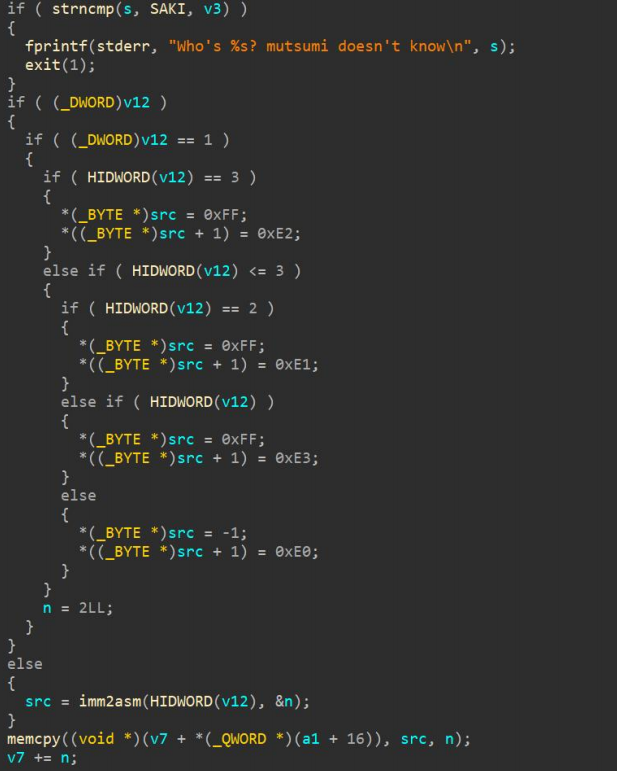 if ( strncmp(s, SAKI, v3) )
{
  fprintf(stderr, "Who's %s? mutsumi doesn't know\n", s);
  exit(1);
}
if ( (_DWORD)v12 )
{
  if ( (_DWORD)v12 == 1 )
  {
    if ( HIDWORD(v12) == 3 )
    {
      *(_BYTE *)src = 0xFF;
      *((_BYTE *)src + 1) = 0xE2;
    }
    else if ( HIDWORD(v12) <= 3 )
    {
      if ( HIDWORD(v12) == 2 )
      {
        *(_BYTE *)src = 0xFF;
        *((_BYTE *)src + 1) = 0xE1;
      }
      else if ( HIDWORD(v12) )
      {
        *(_BYTE *)src = 0xFF;
        *((_BYTE *)src + 1) = 0xE3;
      }
      else
      {
        *(_BYTE *)src = -1;
        *((_BYTE *)src + 1) = 0xE0;
      }
    }
    n = 2LL;
  }
}
else
{
  src = imm2asm(HIDWORD(v12), &n);
}
memcpy((void *)(v7 + *(_QWORD *)(a1 + 16)), src, n);
v7 += n;